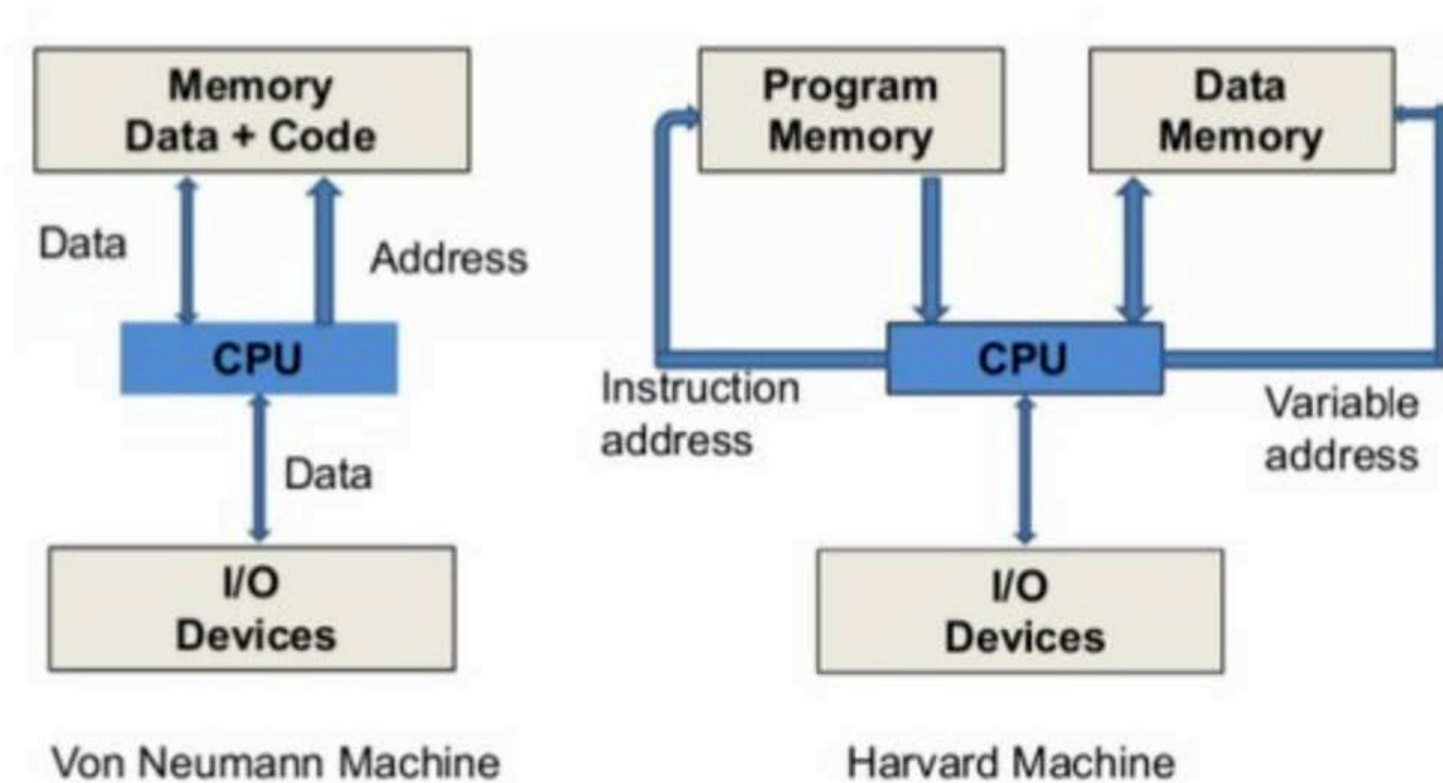 Memory
Data + Code
Data
Address
CPU
Data
I/O
Devices
Von Neumann Machine
Program
Memory
Data
Memory
CPU
Instruction
address
Variable
address
I/O
Devices
Harvard Machine